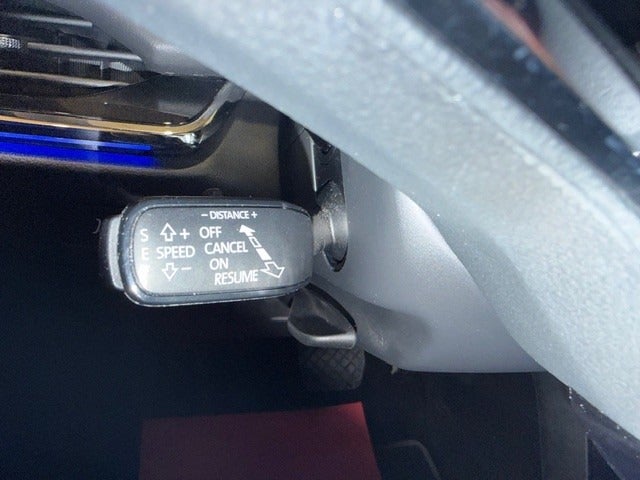 - DISTANCE +
S + OFF
E SPEED CANCEL
T - ON
RESUME